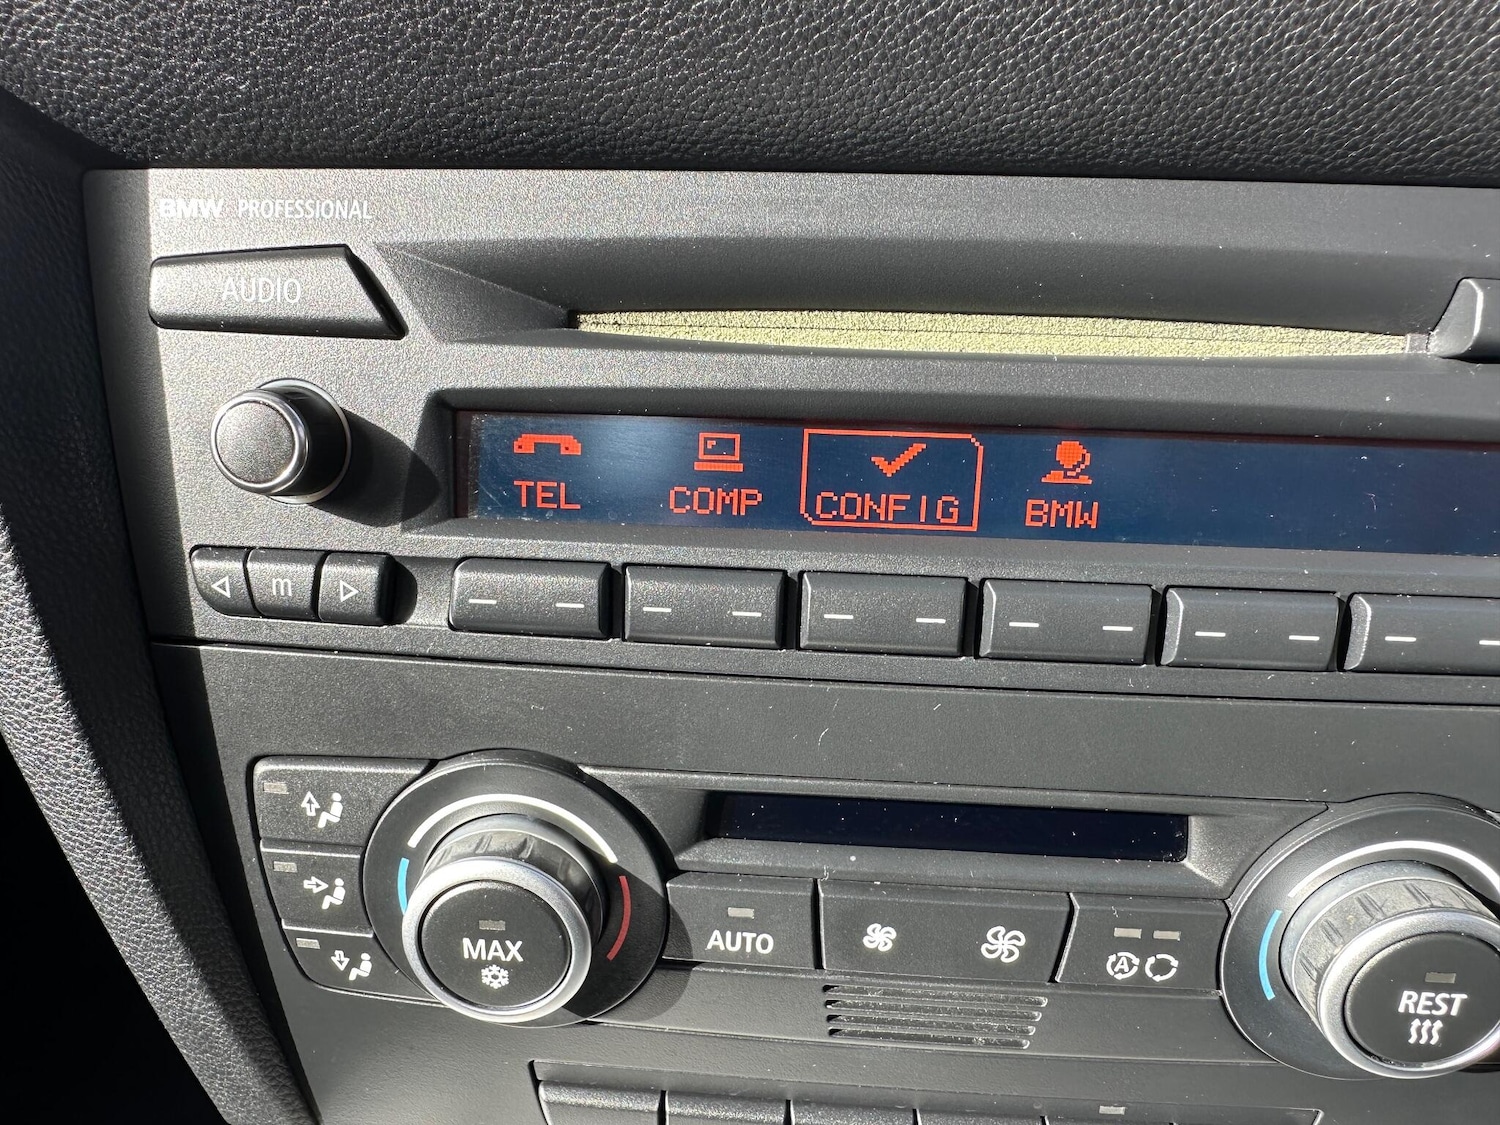 BMW PROFESSIONAL
AUDIO
TEL COMP CONFIG BMW
m
MAX
AUTO
A
REST